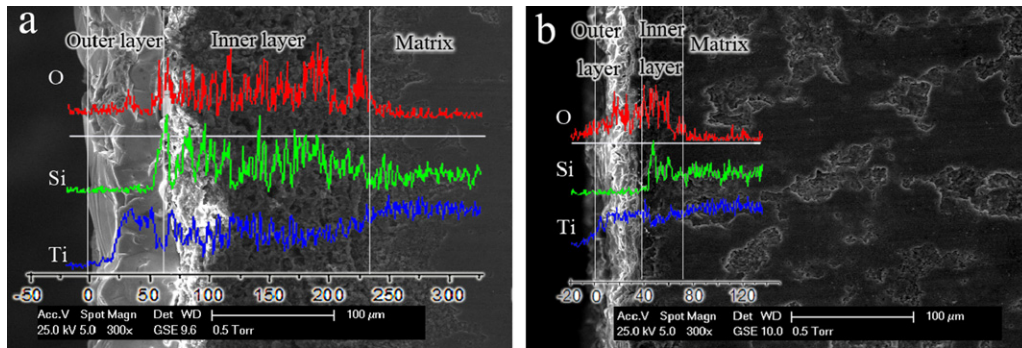 a
Outer layer
Inner layer
Matrix
O
Si
Ti
-50 0 50 100 150 200 250 300
Acc.V Spot Magn Det WD
25.0 kV 5.0 300x GSE 9.6 0.5 Torr
100 μm
b
Outer
layer
Inner
layer
Matrix
O
Si
Ti
-20 0 20 40 60 80 120
Acc.V Spot Magn Det WD
25.0 kV 5.0 300x GSE 10.0 0.5 Torr
100 μm